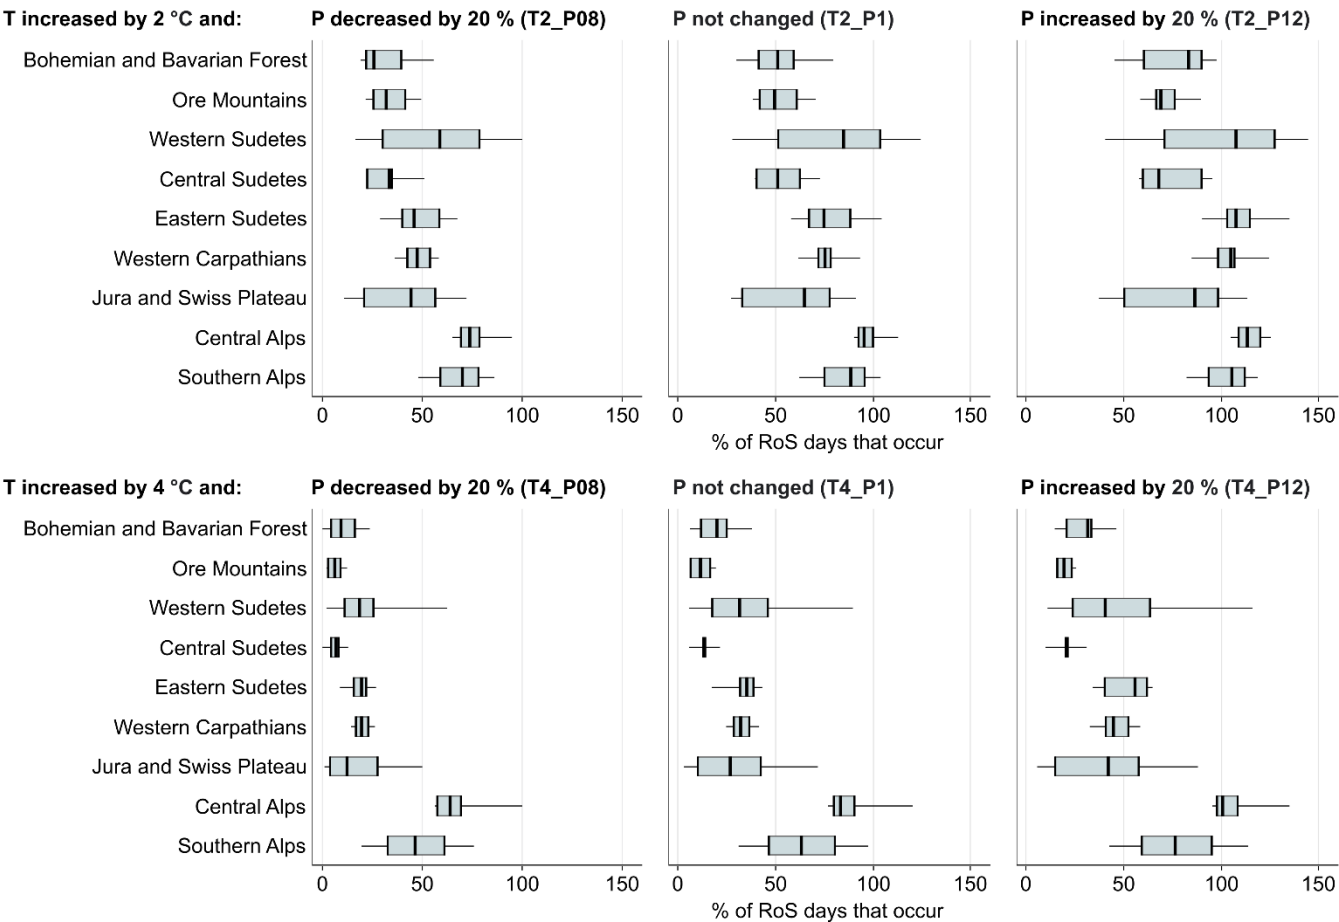 T increased by 2 °C and: P decreased by 20 % (T2_P08) P not changed (T2_P1) P increased by 20 % (T2_P12)
Bohemian and Bavarian Forest
Ore Mountains
Western Sudetes
Central Sudetes
Eastern Sudetes
Western Carpathians
Jura and Swiss Plateau
Central Alps
Southern Alps
0 50 100 150 0 50 100 150 0 50 100 150
% of RoS days that occur
T increased by 4 °C and: P decreased by 20 % (T4_P08) P not changed (T4_P1) P increased by 20 % (T4_P12)
Bohemian and Bavarian Forest
Ore Mountains
Western Sudetes
Central Sudetes
Eastern Sudetes
Western Carpathians
Jura and Swiss Plateau
Central Alps
Southern Alps
0 50 100 150 0 50 100 150 0 50 100 150
% of RoS days that occur